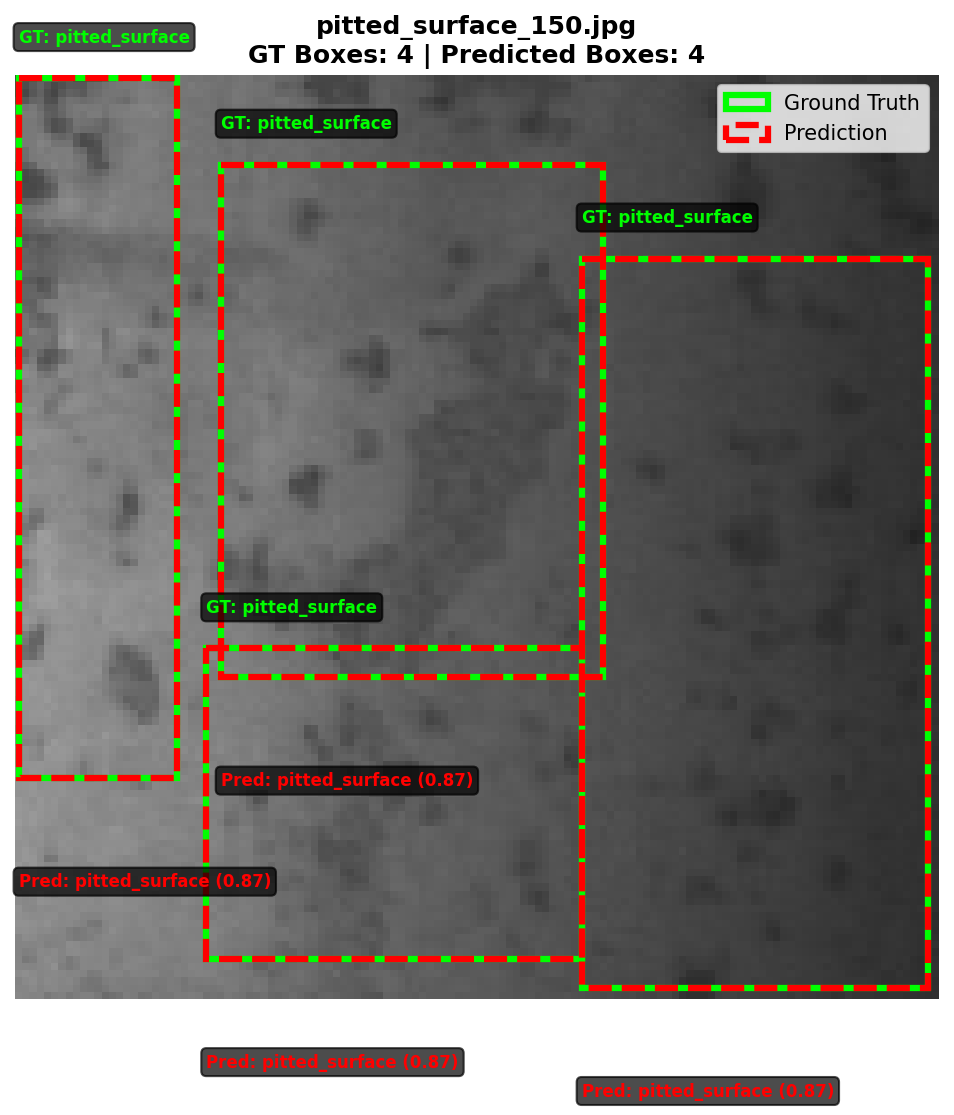 pitted_surface_150.jpg
GT Boxes: 4 | Predicted Boxes: 4
GT: pitted_surface
Ground Truth
Prediction
GT: pitted_surface
GT: pitted_surface
GT: pitted_surface
Pred: pitted_surface (0.87)
Pred: pitted_surface (0.87)
Pred: pitted_surface (0.87)
Pred: pitted_surface (0.87)